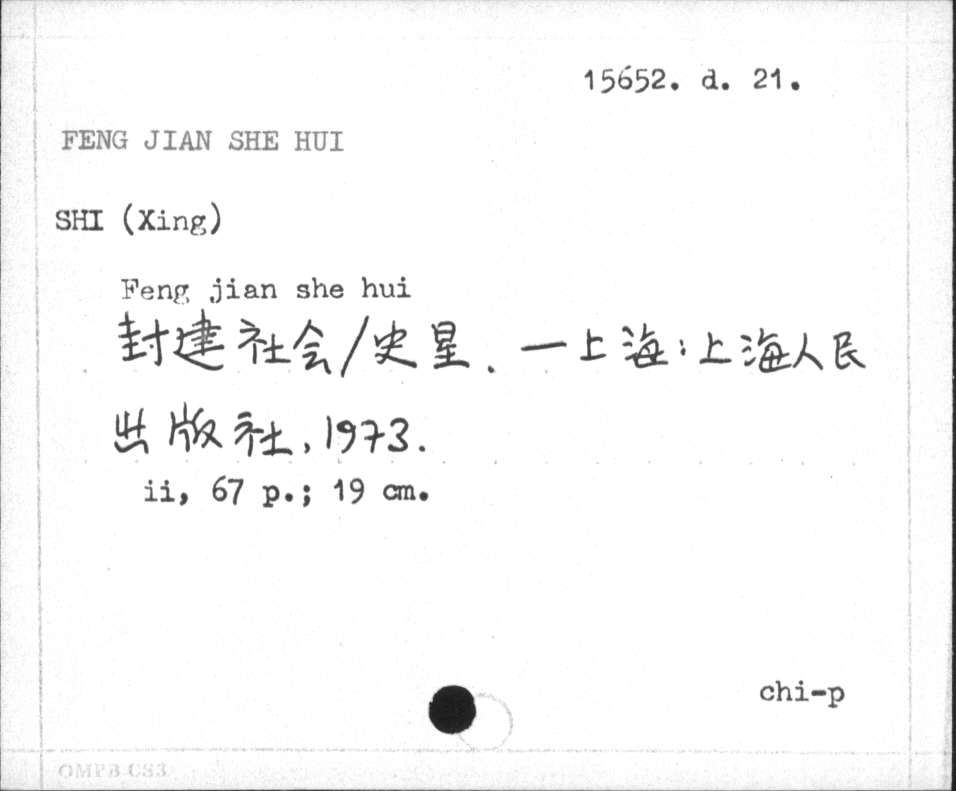 15652. d. 21.
FENG JIAN SHE HUI
SHI (Xing)
Feng jian she hui
封建社会/史星. — 上海: 上海人民
出版社, 1973.
ii, 67 p.; 19 cm.
chi-p
OMPB CS3